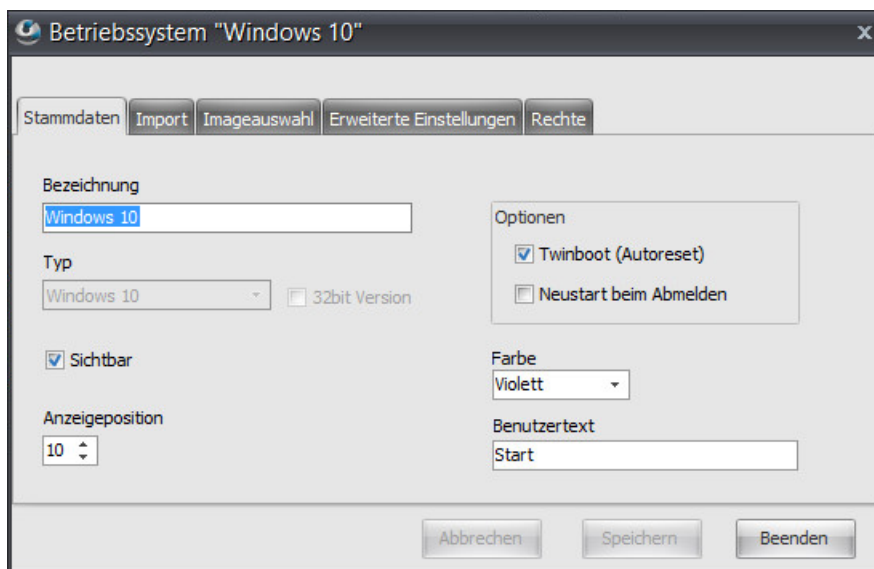 Betriebssystem "Windows 10"
x
Stammdaten Import Imageauswahl Erweiterte Einstellungen Rechte
Bezeichnung
Windows 10
Typ
Windows 10
32bit Version
Sichtbar
Anzeigeposition
10
Optionen
Twinboot (Autoreset)
Neustart beim Abmelden
Farbe
Violett
Benutzertext
Start
Abbrechen Speichern Beenden